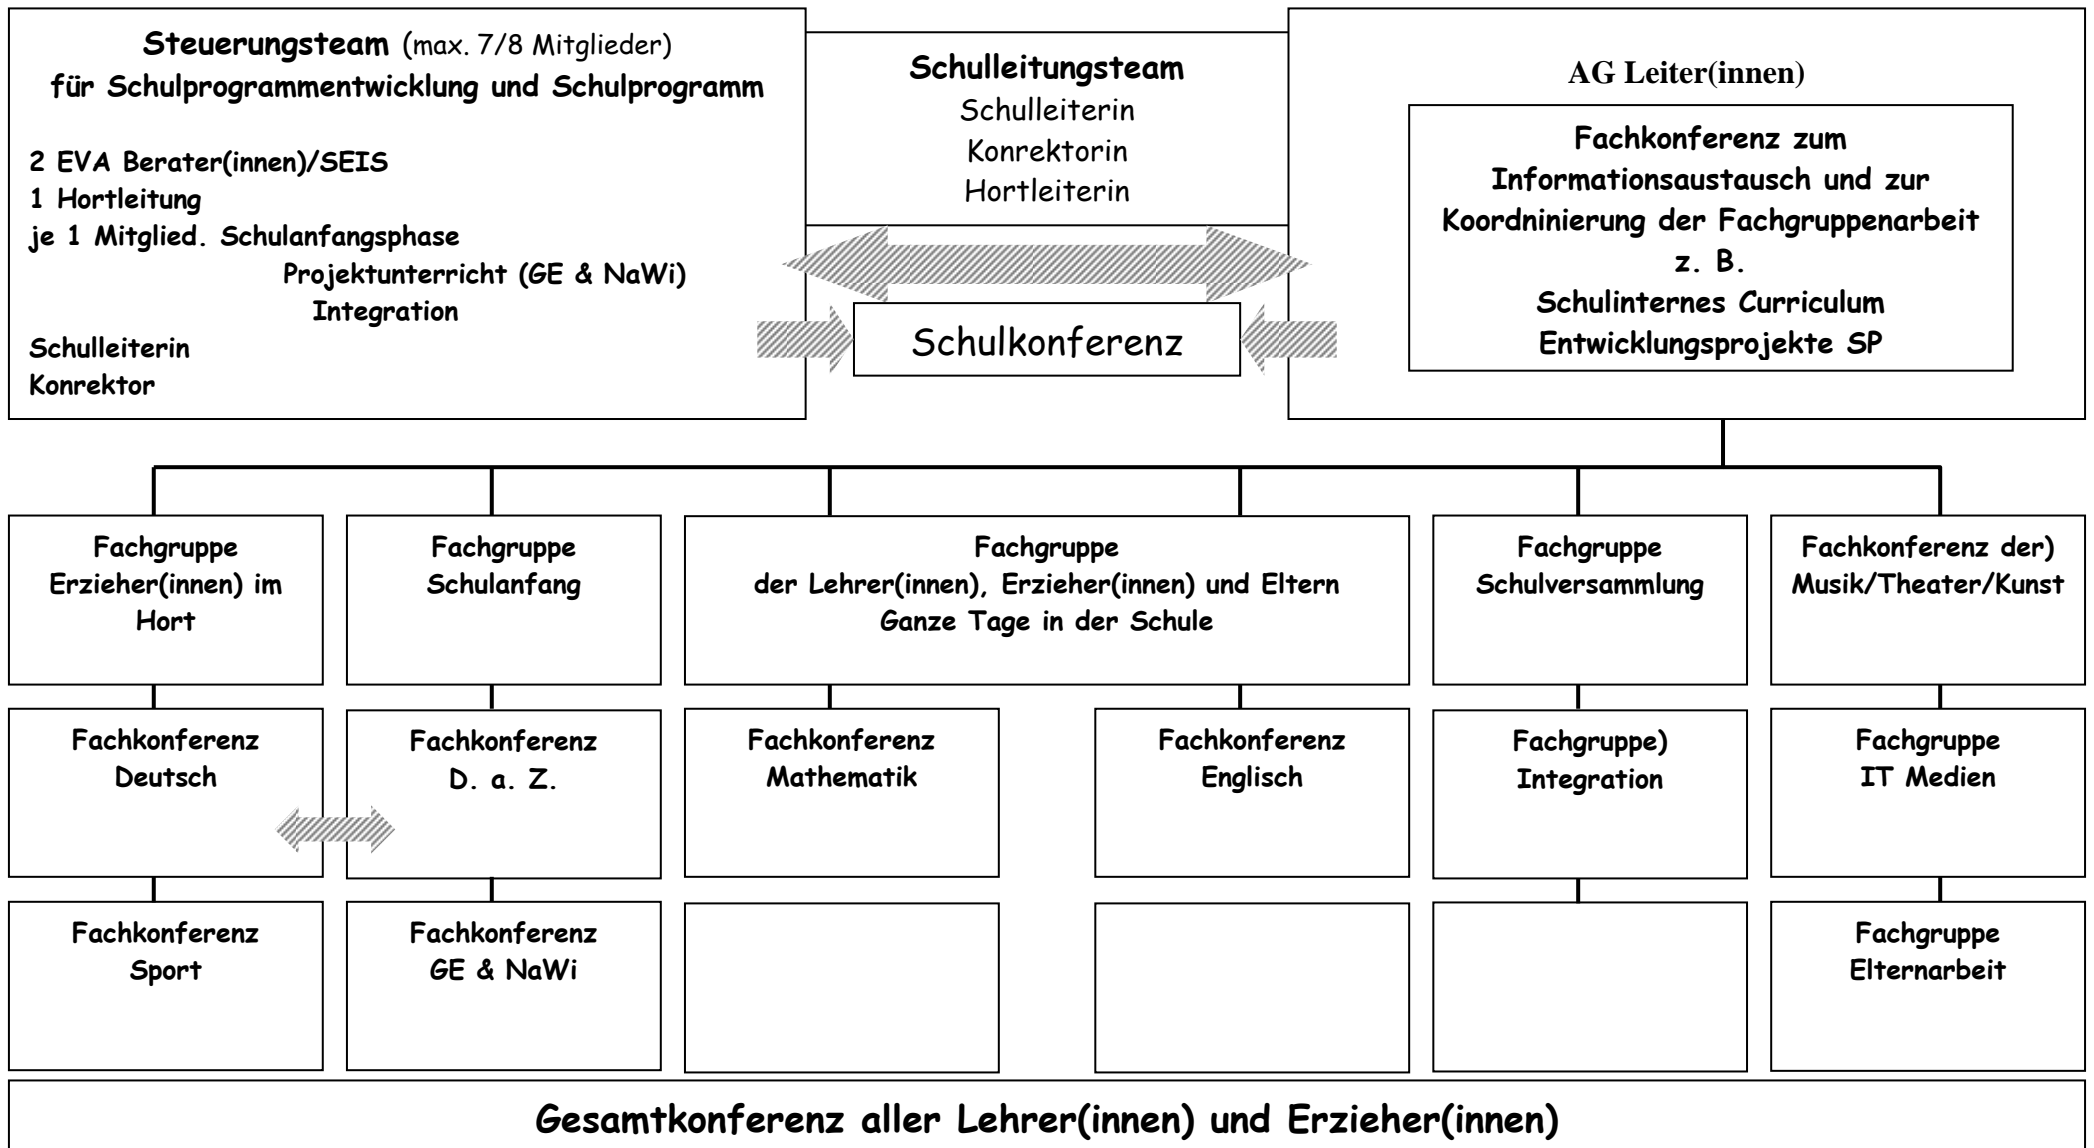 Steuerungsteam (max. 7/8 Mitglieder)
für Schulprogrammentwicklung und Schulprogramm
2 EVA Berater(innen)/SEIS
1 Hortleitung
je 1 Mitglied. Schulanfangsphase
Projektunterricht (GE & NaWi)
Integration
Schulleiterin
Konrektor
Schulleitungsteam
Schulleiterin
Konrektorin
Hortleiterin
Schulkonferenz
AG Leiter(innen)
Fachkonferenz zum
Informationsaustausch und zur
Koordninierung der Fachgruppenarbeit
z. B.
Schulinternes Curriculum
Entwicklungsprojekte SP
Fachgruppe
Erzieher(innen) im
Hort
Fachgruppe
Schulanfang
Fachgruppe
der Lehrer(innen), Erzieher(innen) und Eltern
Ganze Tage in der Schule
Fachgruppe
Schulversammlung
Fachkonferenz der)
Musik/Theater/Kunst
Fachkonferenz
Deutsch
Fachkonferenz
D. a. Z.
Fachkonferenz
Mathematik
Fachkonferenz
Englisch
Fachgruppe)
Integration
Fachgruppe
IT Medien
Fachkonferenz
Sport
Fachkonferenz
GE & NaWi
Fachgruppe
Elternarbeit
Gesamtkonferenz aller Lehrer(innen) und Erzieher(innen)